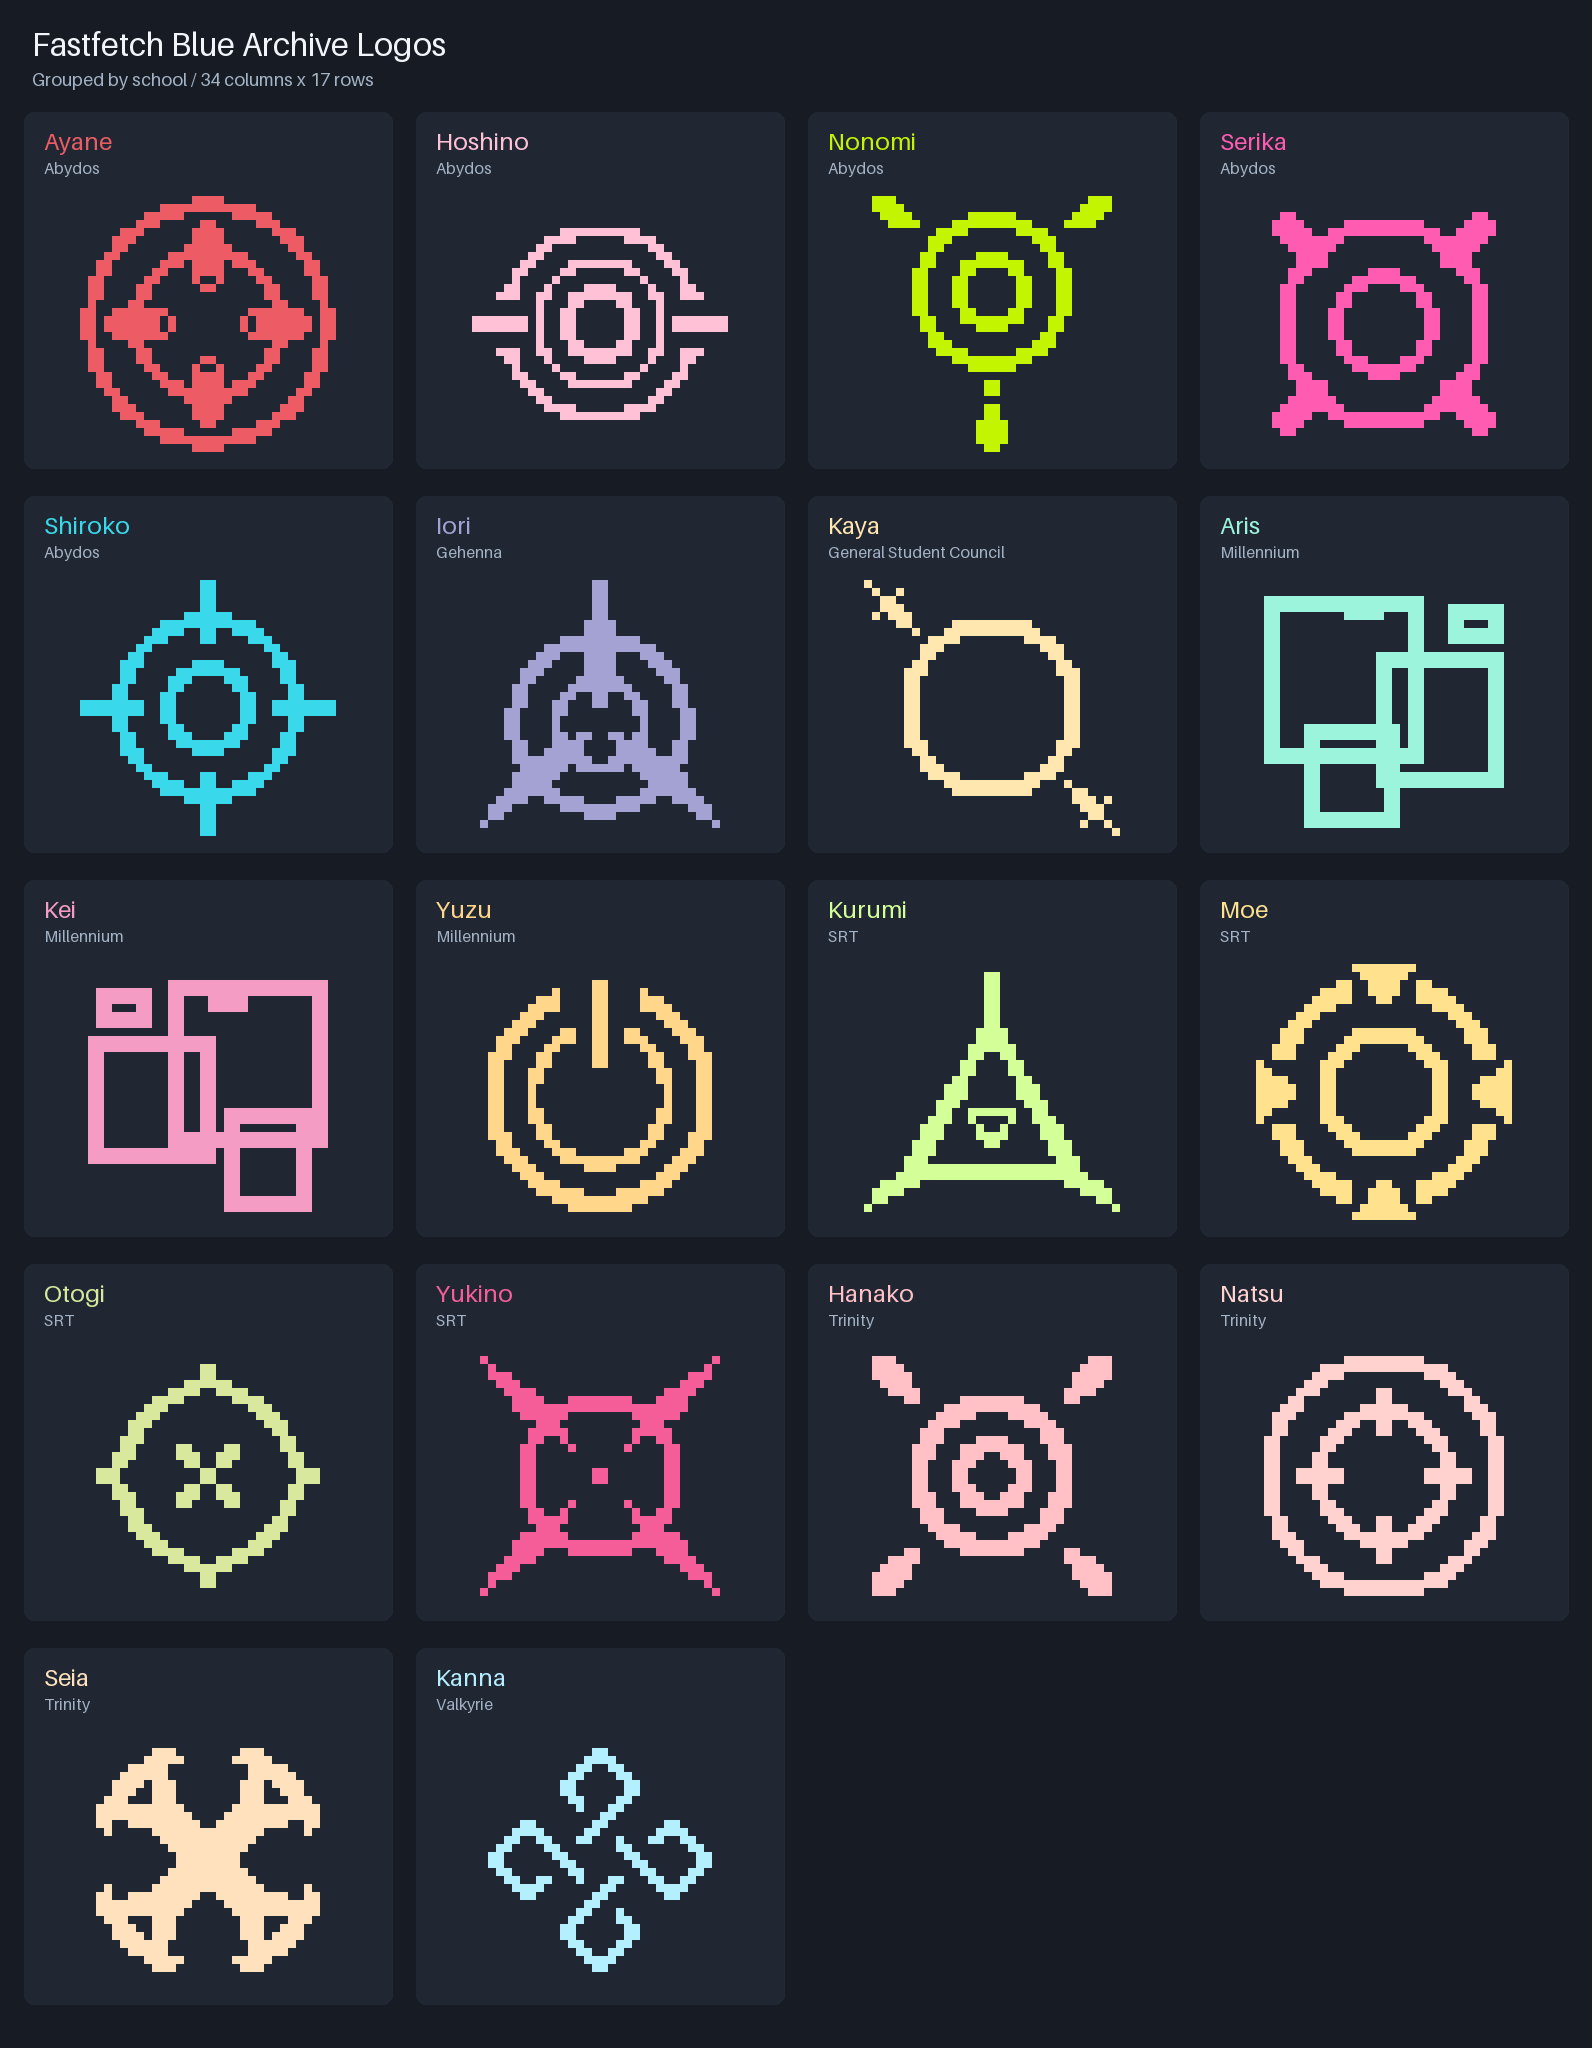 Fastfetch Blue Archive Logos
Grouped by school / 34 columns x 17 rows
Ayane
Abydos
Hoshino
Abydos
Nonomi
Abydos
Serika
Abydos
Shiroko
Abydos
Iori
Gehenna
Kaya
General Student Council
Aris
Millennium
Kei
Millennium
Yuzu
Millennium
Kurumi
SRT
Moe
SRT
Otogi
SRT
Yukino
SRT
Hanako
Trinity
Natsu
Trinity
Seia
Trinity
Kanna
Valkyrie